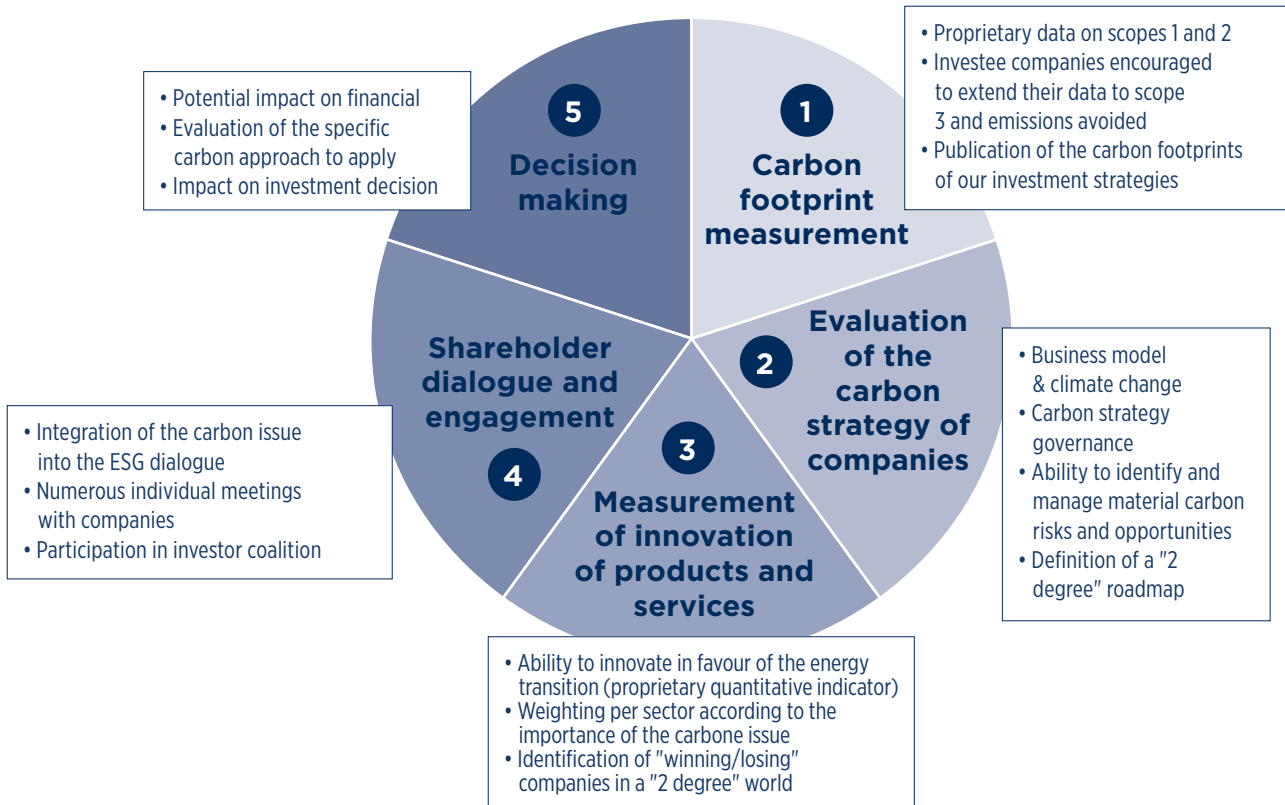 1
Carbon
footprint
measurement
• Proprietary data on scopes 1 and 2
• Investee companies encouraged
to extend their data to scope
3 and emissions avoided
• Publication of the carbon footprints
of our investment strategies
2
Evaluation
of the
carbon
strategy of
companies
• Business model
& climate change
• Carbon strategy
governance
• Ability to identify and
manage material carbon
risks and opportunities
• Definition of a "2
degree" roadmap
3
Measurement
of innovation
of products and
services
• Ability to innovate in favour of the energy
transition (proprietary quantitative indicator)
• Weighting per sector according to the
importance of the carbone issue
• Identification of "winning/losing"
companies in a "2 degree" world
Shareholder
dialogue and
engagement
4
• Integration of the carbon issue
into the ESG dialogue
• Numerous individual meetings
with companies
• Participation in investor coalition
5
Decision
making
• Potential impact on financial
• Evaluation of the specific
carbon approach to apply
• Impact on investment decision